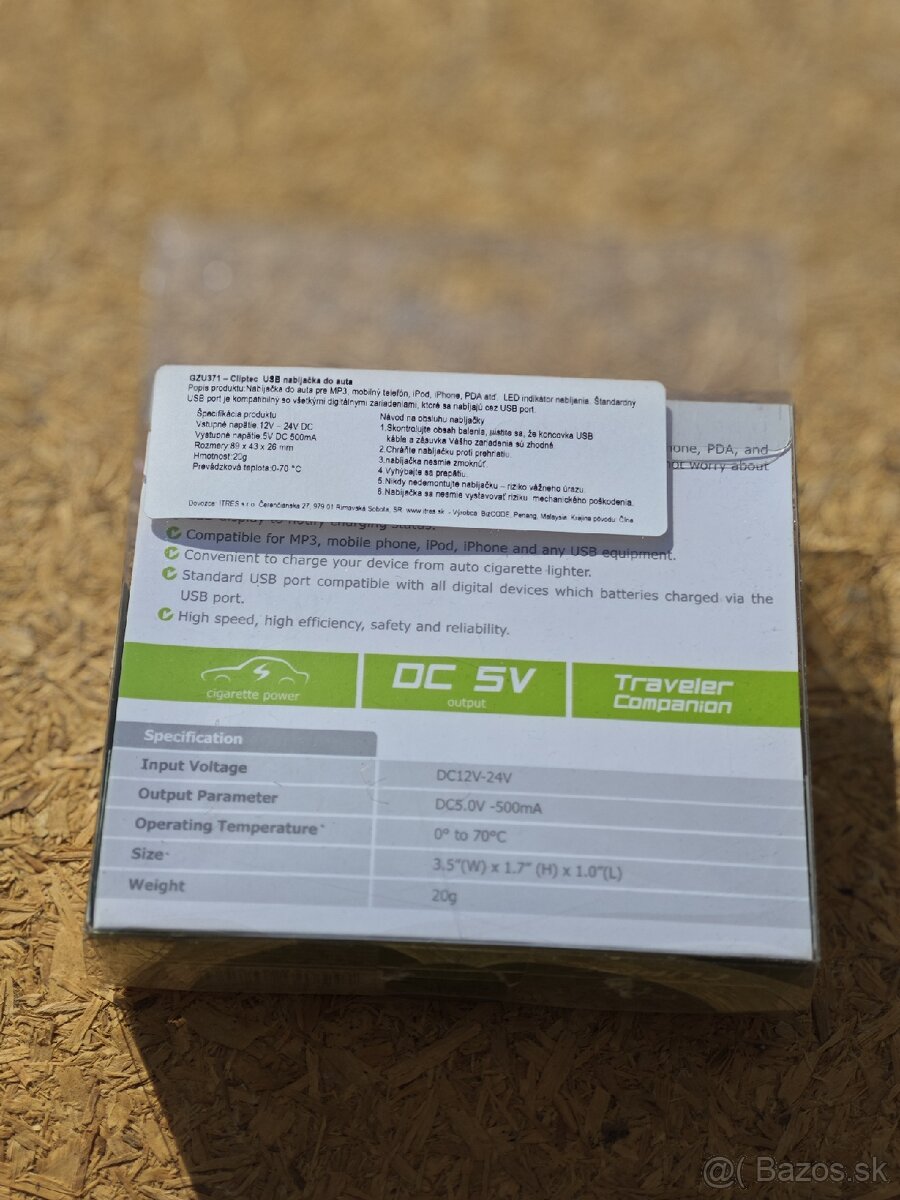 GZU371 – Cliptec USB nabíjačka do auta
Popis produktu:Nabíjačka do auta pre MP3, mobilný telefón, iPod, iPhone, PDA atď. LED indikátor nabíjania. Štandardný
USB port je kompatibilný so všetkými digitálnymi zariadeniami, ktoré sa nabíjajú cez USB port.
Špecifikácia produktu
Vstupné napätie 12V – 24V DC
Výstupné napätie 5V DC 500mA
Rozmery:89 x 43 x 26 mm
Hmotnosť:20g
Prevádzková teplota:0-70 °C
Návod na obsluhu nabíjačky
1.Skontrolujte obsah balenia, uistite sa, že koncovka USB
kábla a zásuvka Vášho zariadenia sú zhodné.
2.Chráňte nabíjačku proti prehriatiu.
3.nabíjačka nesmie zmoknúť.
4.Vyhýbajte sa prepätiu.
5.Nikdy nedemontujte nabíjačku – riziko vážneho úrazu.
6.Nabíjačka sa nesmie vystavovať riziku mechanického poškodenia.
Dovozca: ITRES s.r.o. Čerenčianska 27, 979 01 Rimavská Sobota, SR, www.itres.sk - Výrobca: BizCODE, Penang, Malaysia. Krajina pôvodu: Čína
hone, PDA, and
not worry about
display to notify charging status.
Compatible for MP3, mobile phone, iPod, iPhone and any USB equipment.
Convenient to charge your device from auto cigarette lighter.
Standard USB port compatible with all digital devices which batteries charged via the
USB port.
High speed, high efficiency, safety and reliability.
cigarette power
DC 5V
output
Traveler
Companion
Specification
Input Voltage DC12V-24V
Output Parameter DC5.0V -500mA
Operating Temperature 0° to 70°C
Size 3.5"(W) x 1.7" (H) x 1.0"(L)
Weight 20g
@( Bazos.sk